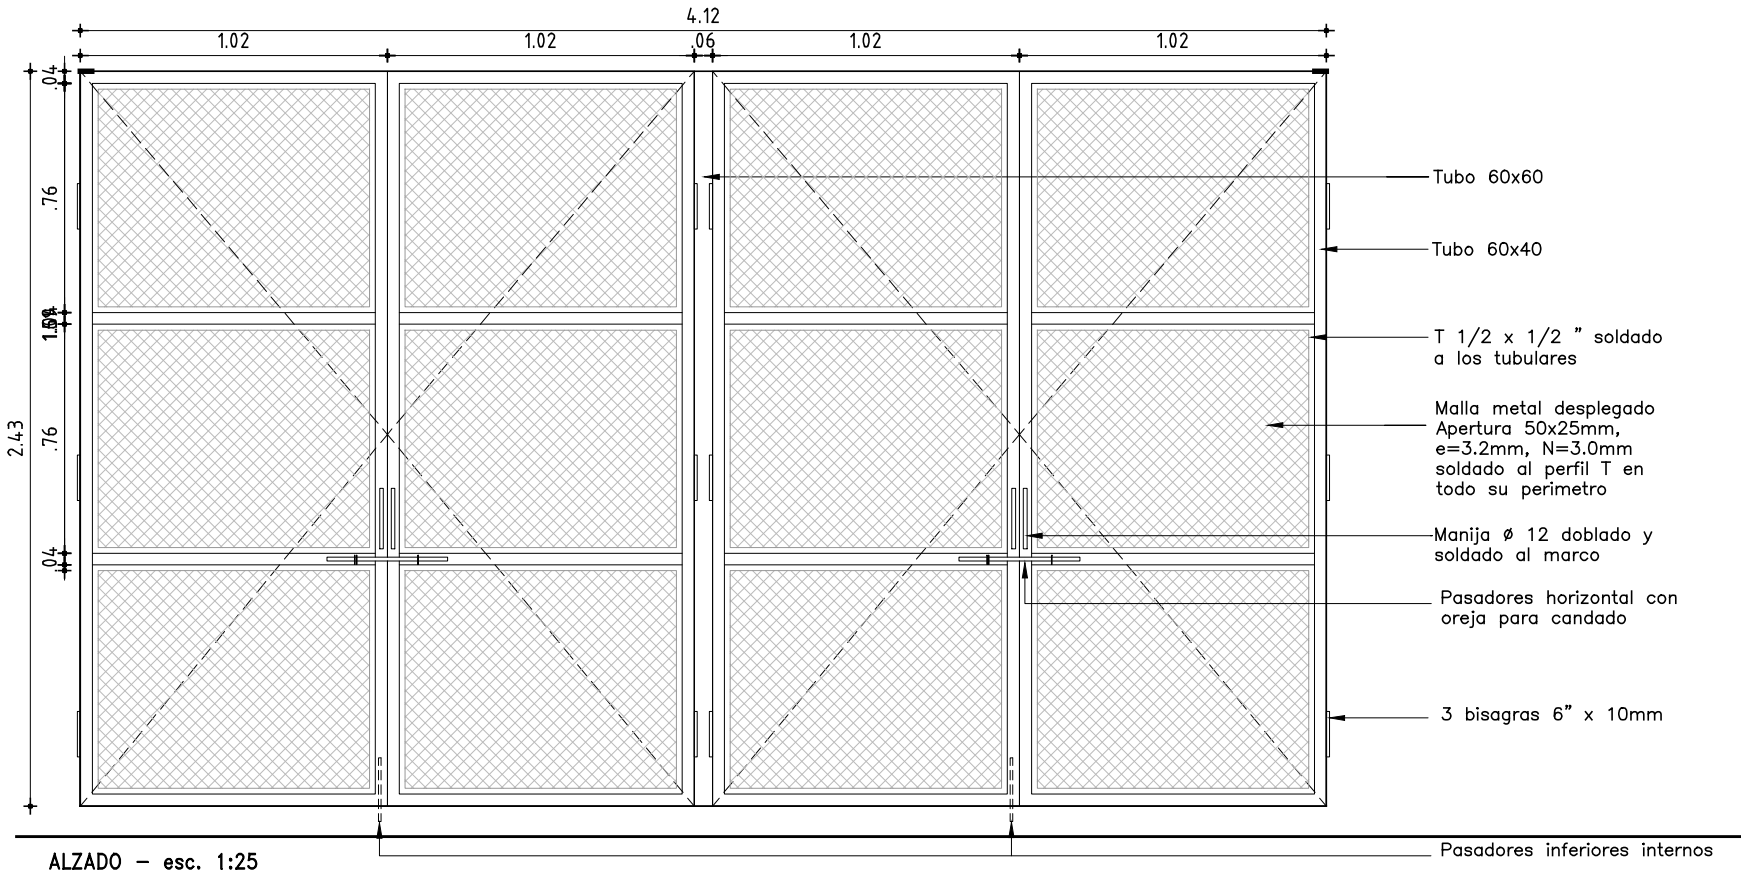 4.12
1.02 1.02 .06 1.02 1.02
.04
.76
2.43
.76
.04
Tubo 60x60
Tubo 60x40
T 1/2 x 1/2 " soldado
a los tubulares
Malla metal desplegado
Apertura 50x25mm,
e=3.2mm, N=3.0mm
soldado al perfil T en
todo su perimetro
Manija ø 12 doblado y
soldado al marco
Pasadores horizontal con
oreja para candado
3 bisagras 6" x 10mm
Pasadores inferiores internos
ALZADO - esc. 1:25